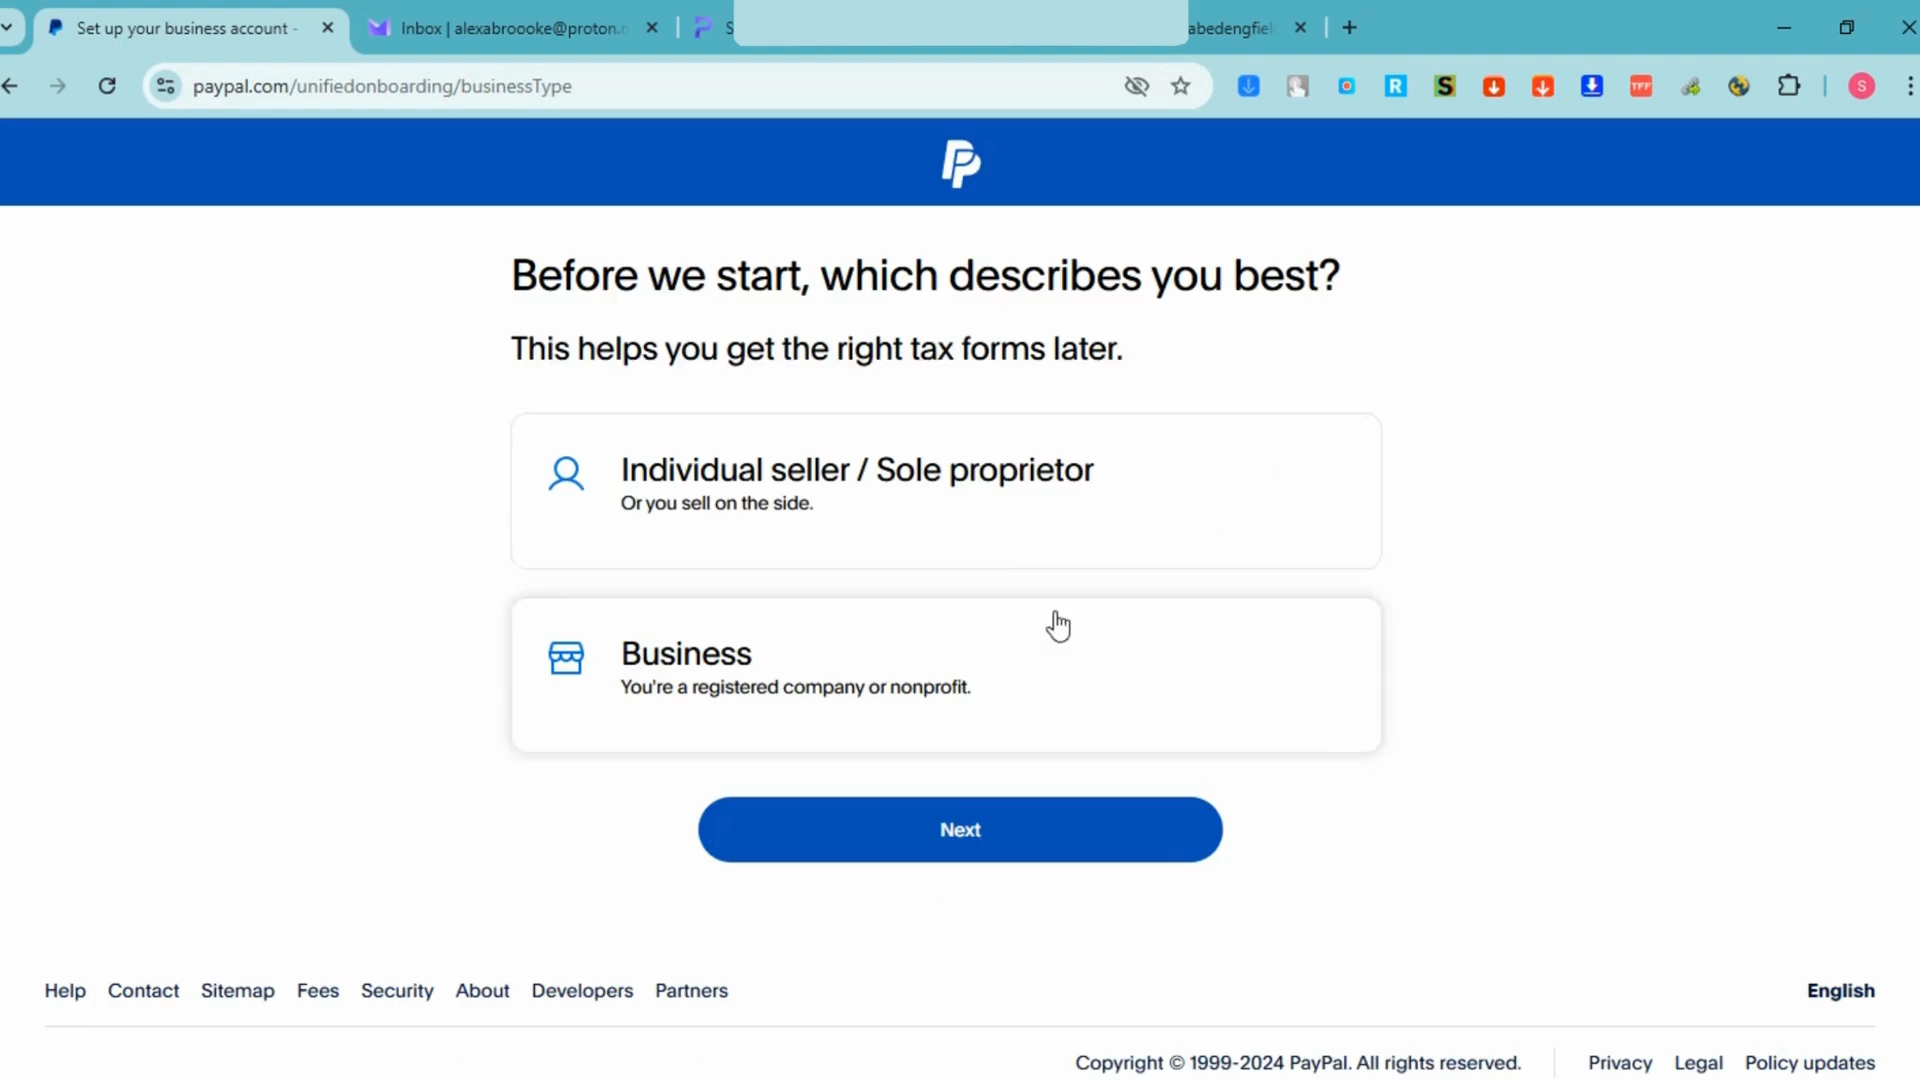 Set up your business account -
Inbox | alexabroooke@proton.
S
abedengfiel
paypal.com/unifiedonboarding/businessType
R
S
TFF
S
Before we start, which describes you best?
This helps you get the right tax forms later.
Individual seller / Sole proprietor
Or you sell on the side.
Business
You're a registered company or nonprofit.
Next
Help Contact Sitemap Fees Security About Developers Partners
English
Copyright © 1999-2024 PayPal. All rights reserved.
Privacy Legal Policy updates